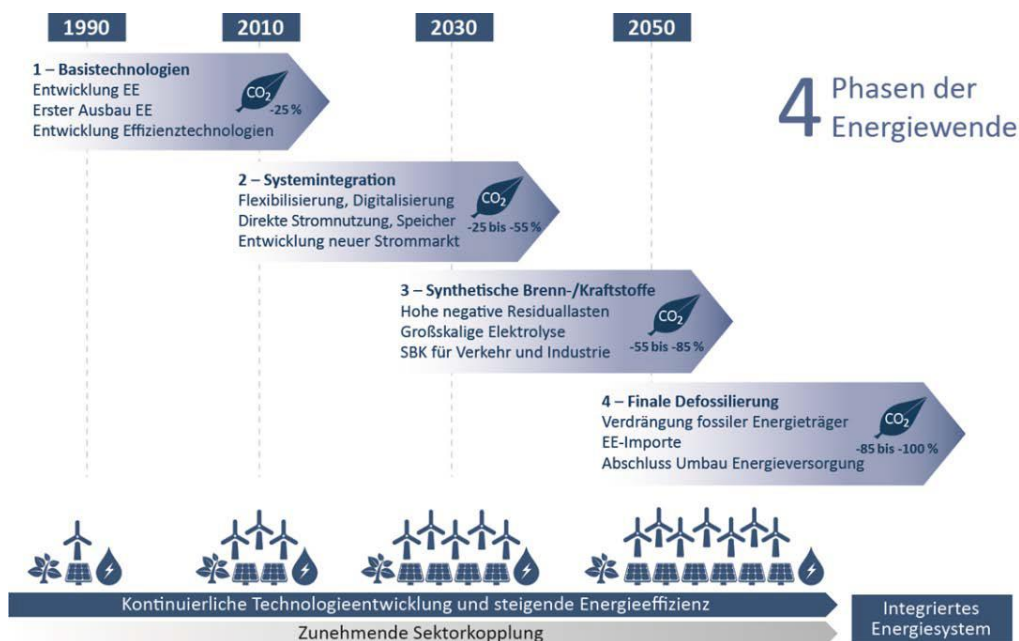 1990
2010
2030
2050
4
Phasen der
Energiewende
1 – Basistechnologien
Entwicklung EE
Erster Ausbau EE
Entwicklung Effizienztechnologien
CO2
-25 %
2 – Systemintegration
Flexibilisierung, Digitalisierung
Direkte Stromnutzung, Speicher
Entwicklung neuer Strommarkt
CO2
-25 bis -55 %
3 – Synthetische Brenn-/Kraftstoffe
Hohe negative Residuallasten
Großskalige Elektrolyse
SBK für Verkehr und Industrie
CO2
-55 bis -85 %
4 – Finale Defossilierung
Verdrängung fossiler Energieträger
EE-Importe
Abschluss Umbau Energieversorgung
CO2
-85 bis -100 %
Kontinuierliche Technologieentwicklung und steigende Energieeffizienz
Zunehmende Sektorkopplung
Integriertes
Energiesystem